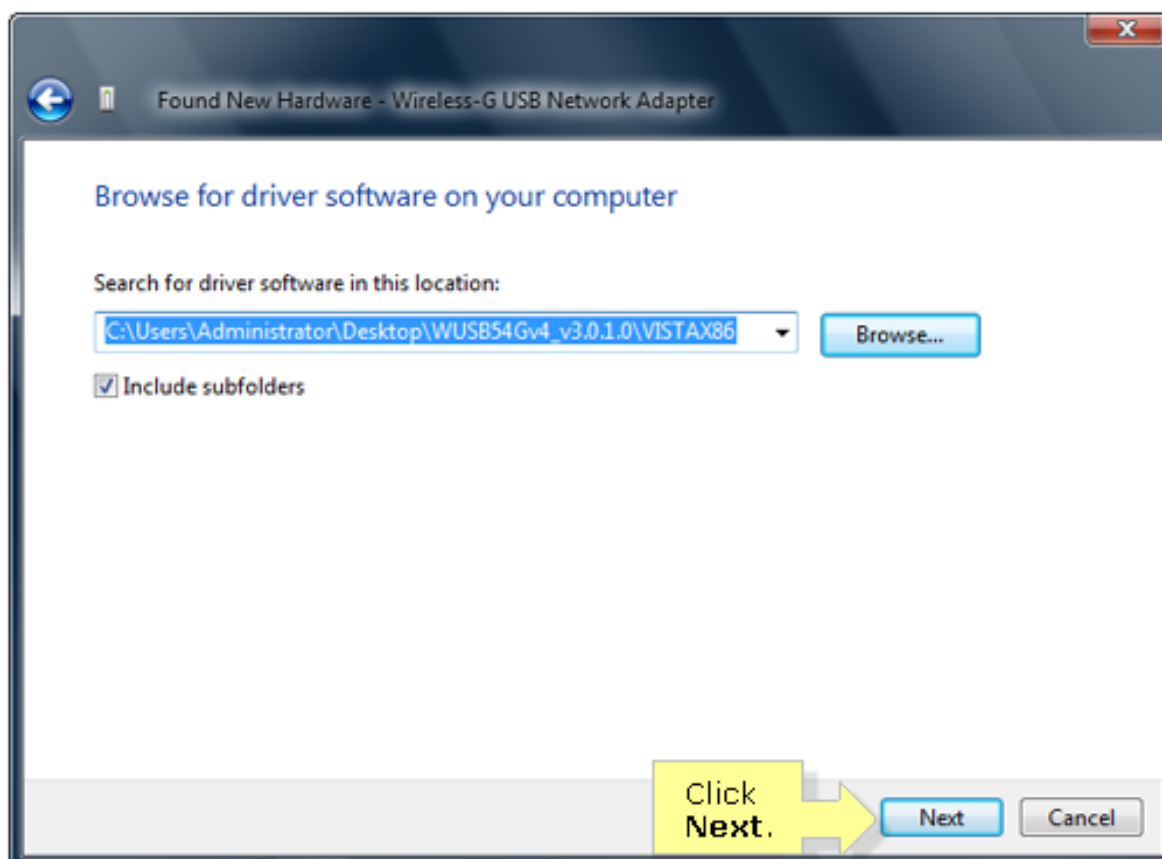 Found New Hardware - Wireless-G USB Network Adapter
Browse for driver software on your computer
Search for driver software in this location:
C:\Users\Administrator\Desktop\WUSB54Gv4_v3.0.1.0\VISTAX86
Browse...
Include subfolders
Click
Next.
Next
Cancel